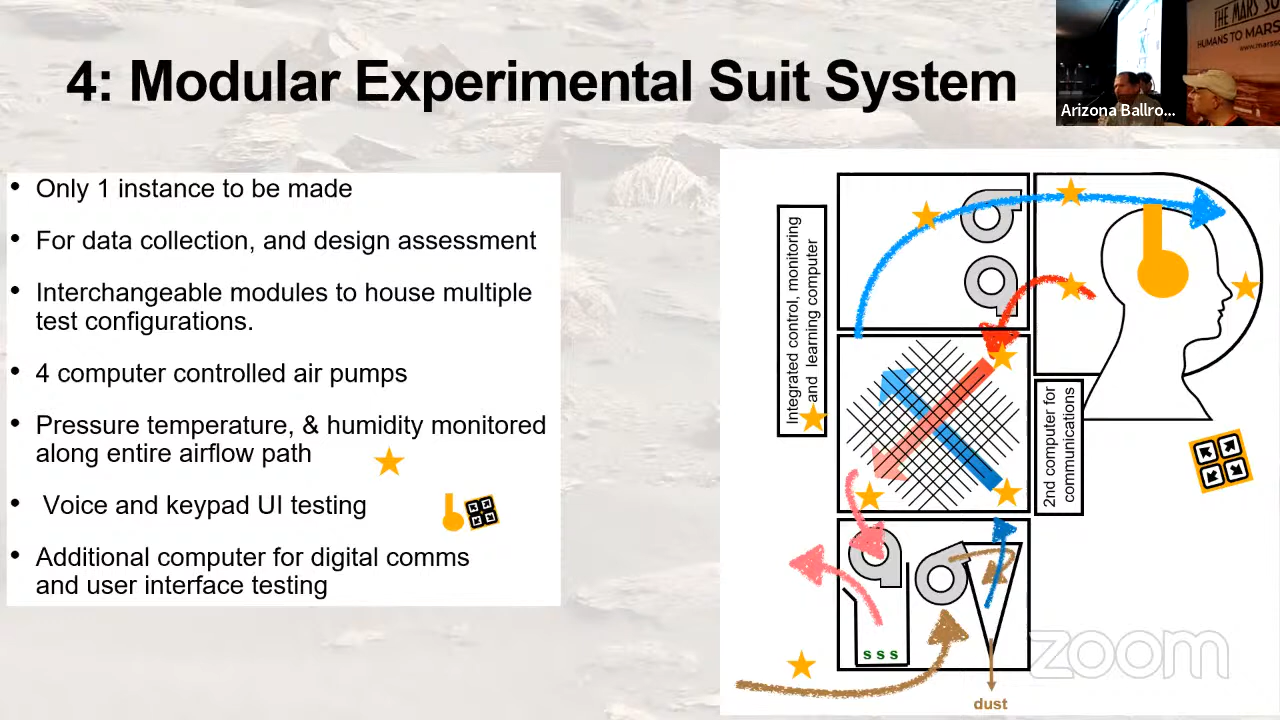 4: Modular Experimental Suit System
THE MARS SO
HUMANS TO MARS
www.marsso
Arizona Ballro...
• Only 1 instance to be made
• For data collection, and design assessment
• Interchangeable modules to house multiple
test configurations.
• 4 computer controlled air pumps
• Pressure temperature, & humidity monitored
along entire airflow path
• Voice and keypad UI testing
• Additional computer for digital comms
and user interface testing
Integrated control, monitoring
and learning computer
2nd computer for
communications
s s s
dust
zoom